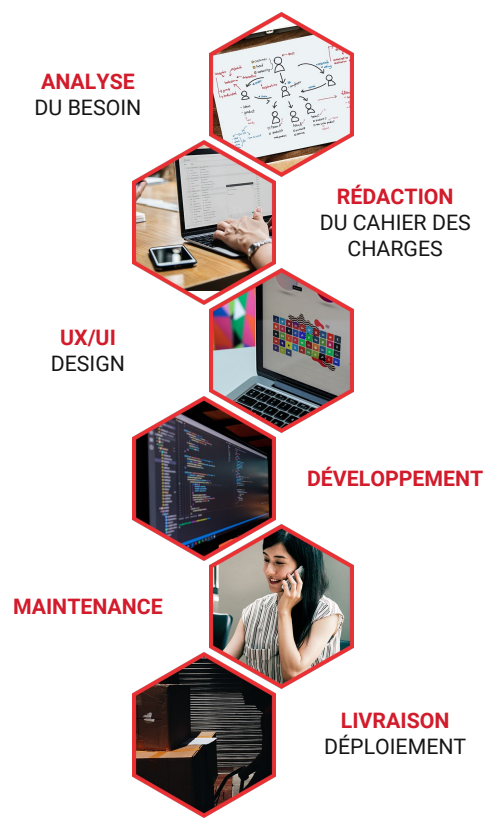 ANALYSE
DU BESOIN
RÉDACTION
DU CAHIER DES
CHARGES
UX/UI
DESIGN
DÉVELOPPEMENT
MAINTENANCE
LIVRAISON
DÉPLOIEMENT